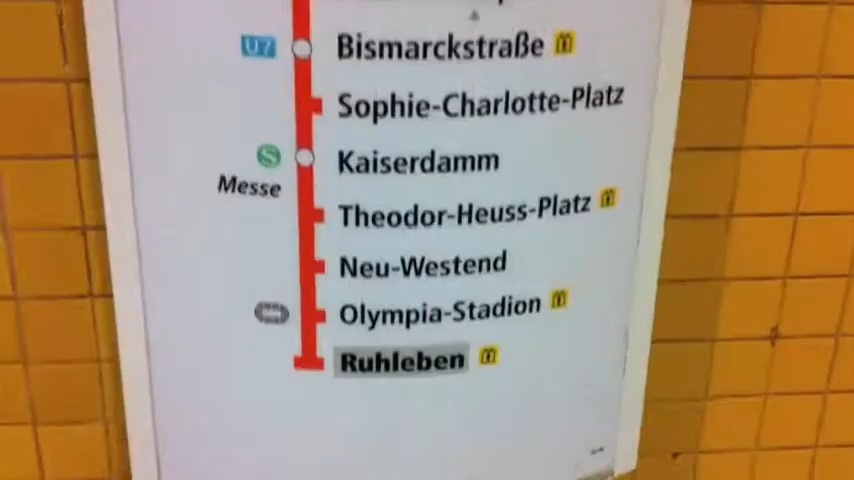 U7 Bismarckstraße
Sophie-Charlotte-Platz
S Kaiserdamm
Messe
Theodor-Heuss-Platz
Neu-Westend
Olympia-Stadion
Ruhleben